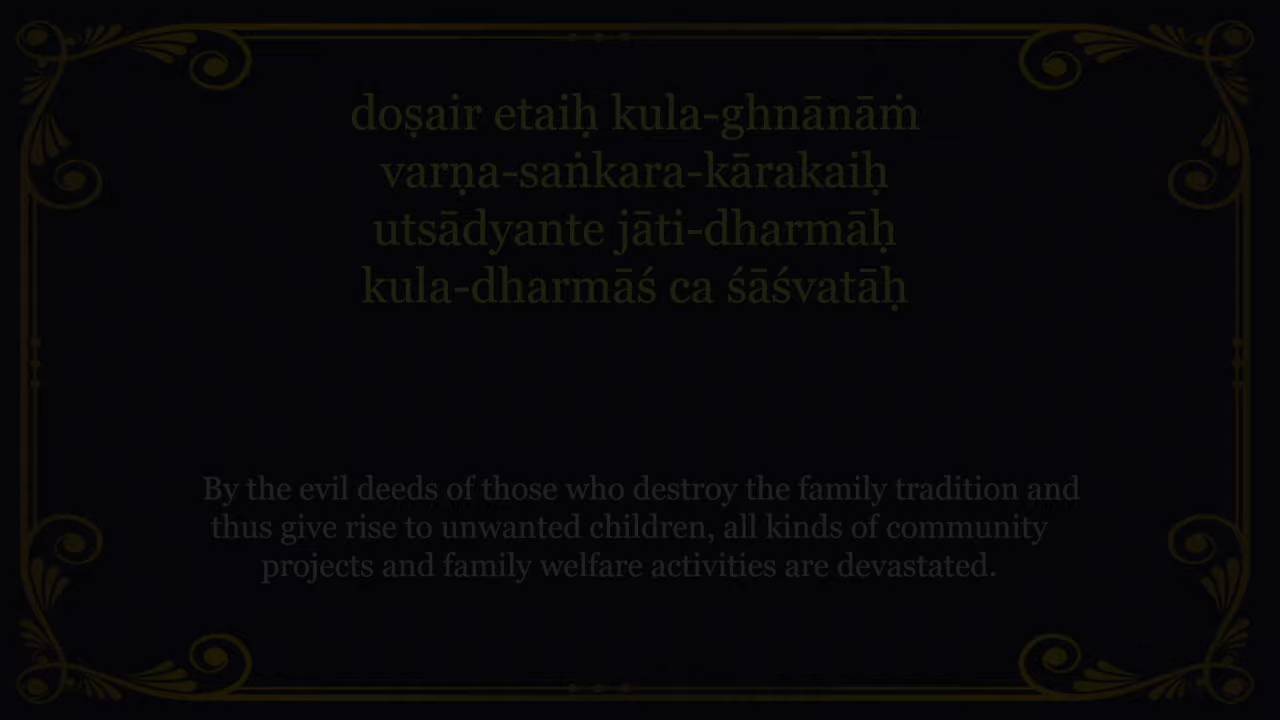 doṣair etaiḥ kula-ghnānāṁ
varṇa-saṅkara-kārakaiḥ
utsādyante jāti-dharmāḥ
kula-dharmāś ca śāśvatāḥ
By the evil deeds of those who destroy the family tradition and
thus give rise to unwanted children, all kinds of community
projects and family welfare activities are devastated.